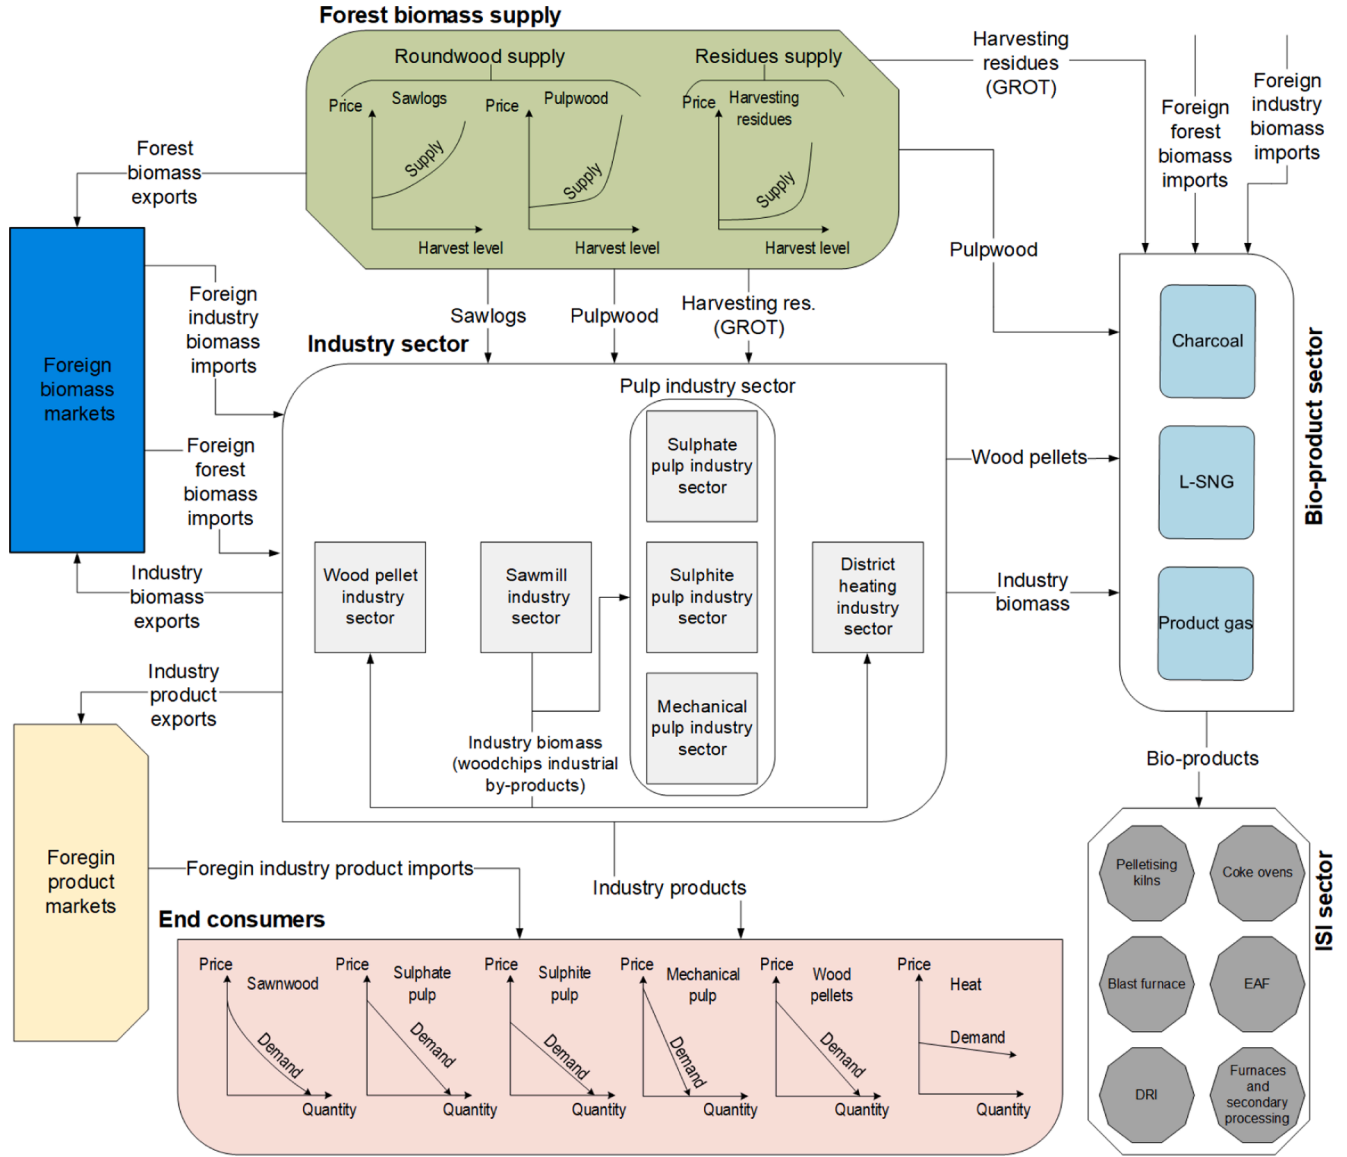 Forest biomass supply
Roundwood supply
Residues supply
Price
Sawlogs
Supply
Harvest level
Price
Pulpwood
Supply
Harvest level
Price
Harvesting
residues
Supply
Harvest level
Harvesting
residues
(GROT)
Foreign
forest
biomass
imports
Foreign
industry
biomass
imports
Forest
biomass
exports
Pulpwood
Foreign
biomass
markets
Foreign
industry
biomass
imports
Foreign
forest
biomass
imports
Industry
biomass
exports
Industry
product
exports
Sawlogs
Pulpwood
Harvesting res.
(GROT)
Industry sector
Pulp industry sector
Sulphate
pulp industry
sector
Sulphite
pulp industry
sector
Mechanical
pulp industry
sector
Wood pellet
industry
sector
Sawmill
industry
sector
District
heating
industry
sector
Industry biomass
(woodchips industrial
by-products)
Wood pellets
Industry
biomass
Charcoal
L-SNG
Product gas
Bio-product sector
Bio-products
Foregin
product
markets
Foregin industry product imports
Industry products
End consumers
Price
Sawnwood
Demand
Quantity
Price
Sulphate
pulp
Demand
Quantity
Price
Sulphite
pulp
Demand
Quantity
Price
Mechanical
pulp
Demand
Quantity
Price
Wood
pellets
Demand
Quantity
Price
Heat
Demand
Quantity
Pelletising
kilns
Coke ovens
Blast furnace
EAF
DRI
Furnaces
and
secondary
processing
ISI sector